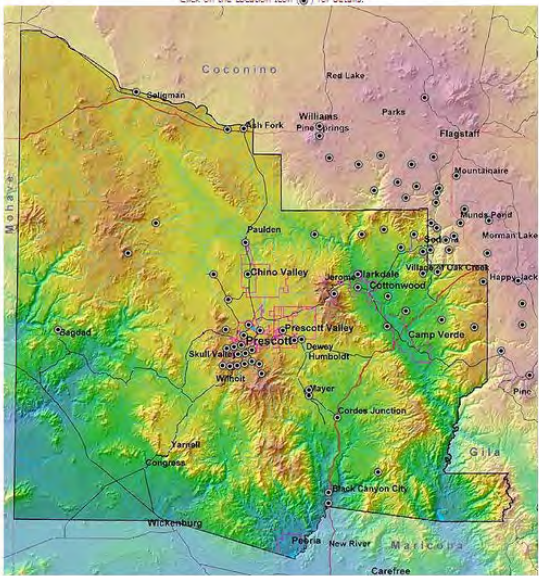 Click on the Location Icon ( ) for details.
Coconino
Red Lake
Seligman
Williams
Parks
Ash Fork
Pine Springs
Flagstaff
Mountainaire
Mohave
Munds Pond
Paulden
Morman Lake
Sedona
Chino Valley
Jerome
Clarkdale
Village of Oak Creek
Cottonwood
Happy Jack
Bagdad
Prescott Valley
Camp Verde
Prescott
Dewey
Skull Valley
Humboldt
Wilhoit
Mayer
Pine
Cordes Junction
Yarnell
Gila
Congress
Black Canyon City
Wickenburg
Peoria
New River
Maricopa
Carefree